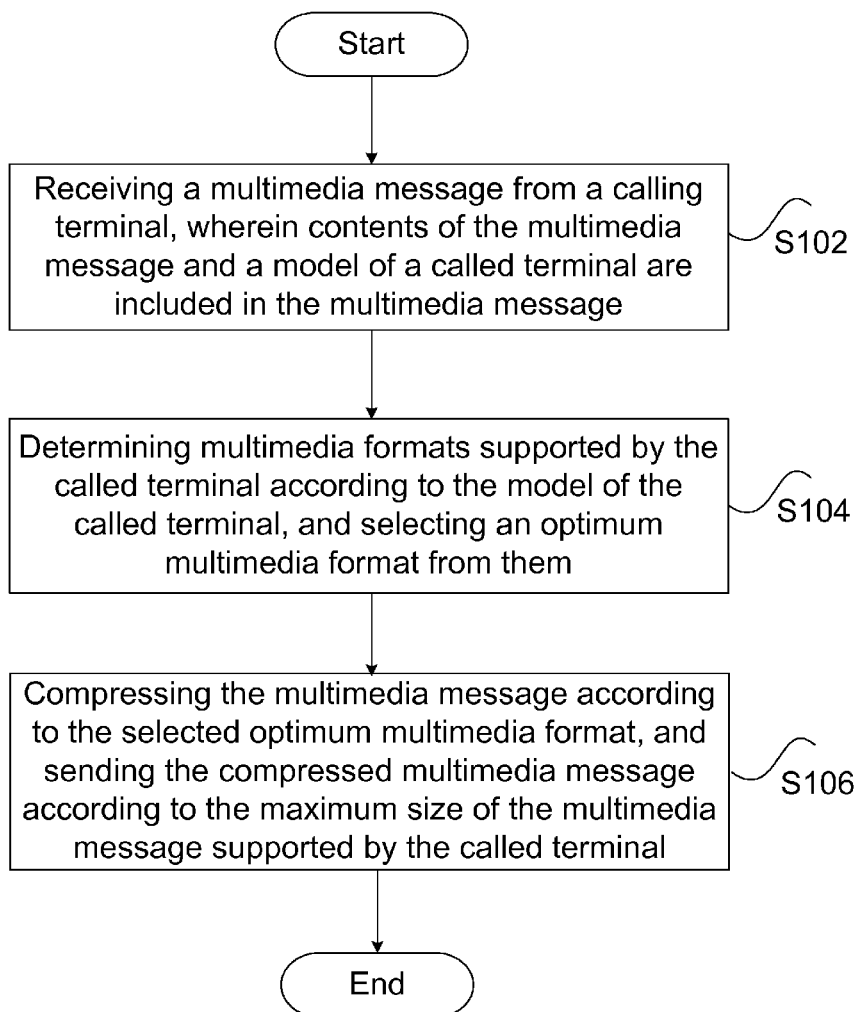 Start
Receiving a multimedia message from a calling
terminal, wherein contents of the multimedia
message and a model of a called terminal are
included in the multimedia message
S102
Determining multimedia formats supported by the
called terminal according to the model of the
called terminal, and selecting an optimum
multimedia format from them
S104
Compressing the multimedia message according
to the selected optimum multimedia format, and
sending the compressed multimedia message
according to the maximum size of the multimedia
message supported by the called terminal
S106
End